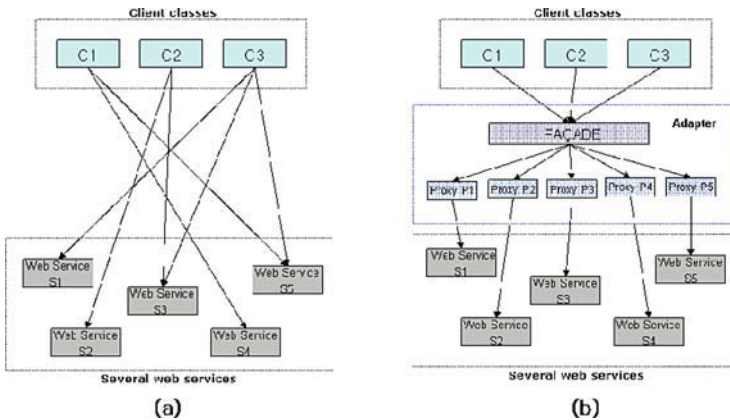 Client classes
C1
C2
C3
Web Service
S1
Web Service
S2
Web Service
S3
Web Service
S4
Web Service
S5
Several web services
(a)
Client classes
C1
C2
C3
Adapter
FACADE
Proxy P1
Proxy P2
Proxy P3
Proxy P4
Proxy P5
Web Service
S1
Web Service
S2
Web Service
S3
Web Service
S4
Web Service
S5
Several web services
(b)